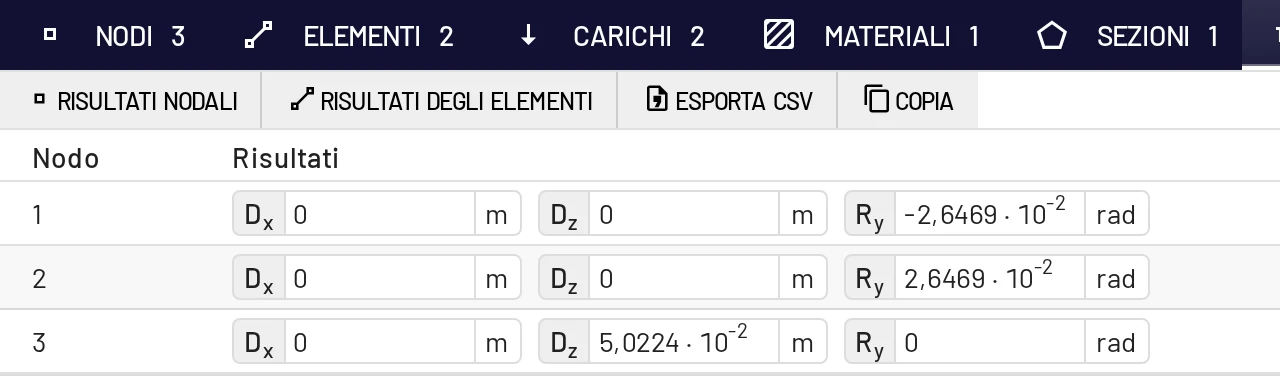 NODI 3 ELEMENTI 2 CARICHI 2 MATERIALI 1 SEZIONI 1
RISULTATI NODALI RISULTATI DEGLI ELEMENTI ESPORTA CSV COPIA
Nodo Risultati
1 Dx 0 m Dz 0 m Ry -2,6469 · 10⁻² rad
2 Dx 0 m Dz 0 m Ry 2,6469 · 10⁻² rad
3 Dx 0 m Dz 5,0224 · 10⁻² m Ry 0 rad